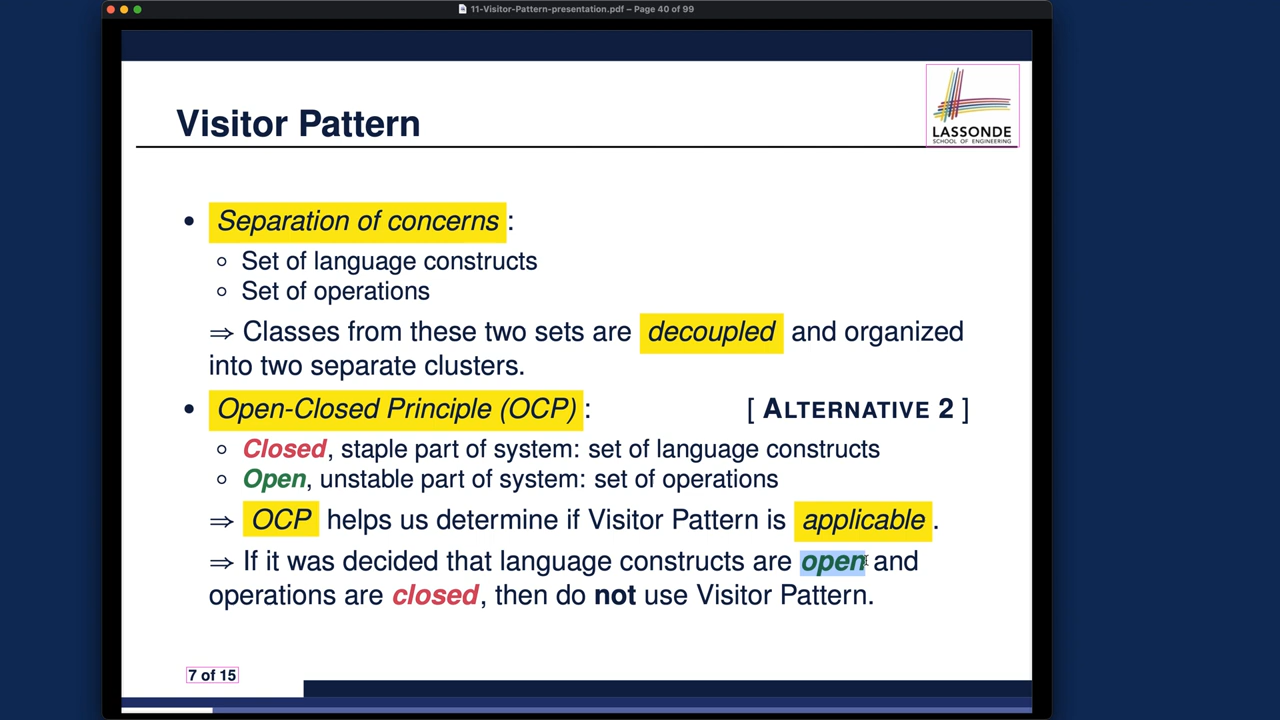 11-Visitor-Pattern-presentation.pdf – Page 40 of 99
LASSONDE
SCHOOL OF ENGINEERING
Visitor Pattern
• Separation of concerns :
◦ Set of language constructs
◦ Set of operations
⇒ Classes from these two sets are decoupled and organized
into two separate clusters.
• Open-Closed Principle (OCP) : [ ALTERNATIVE 2 ]
◦ Closed, staple part of system: set of language constructs
◦ Open, unstable part of system: set of operations
⇒ OCP helps us determine if Visitor Pattern is applicable .
⇒ If it was decided that language constructs are open and
operations are closed, then do not use Visitor Pattern.
7 of 15